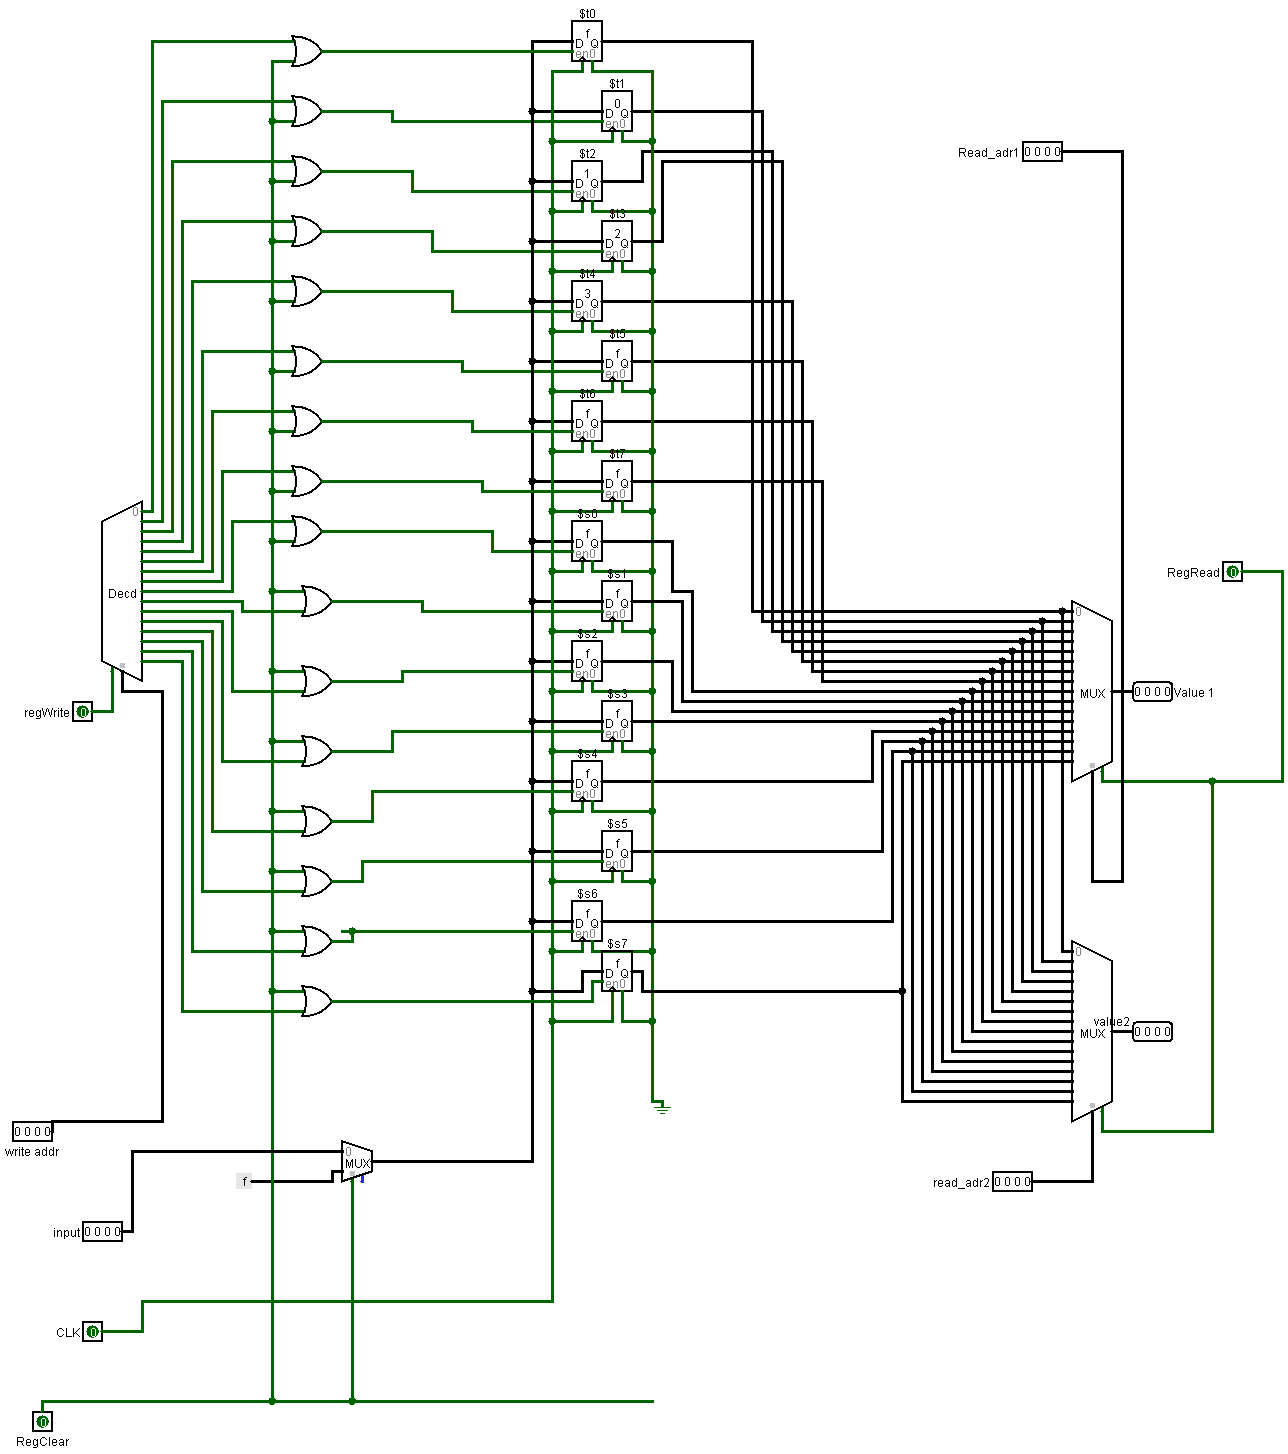 $t0
f
D Q
en0
$t1
0
D Q
en0
Read_adr1 0 0 0 0
$t2
1
D Q
en0
$t3
2
D Q
en0
$t4
3
D Q
en0
$t5
f
D Q
en0
$t6
f
D Q
en0
$t7
f
D Q
en0
0
$s0
f
D Q
en0
RegRead 0
Decd
$s1
f
D Q
en0
0
$s2
f
D Q
en0
MUX
0 0 0 0 Value 1
regWrite 0
$s3
f
D Q
en0
$s4
f
D Q
en0
$s5
f
D Q
en0
$s6
f
D Q
en0
$s7
f
D Q
en0
0
value2
MUX
0 0 0 0
0 0 0 0
write addr
0
MUX
f
read_adr2 0 0 0 0
input 0 0 0 0
CLK 0
0
RegClear